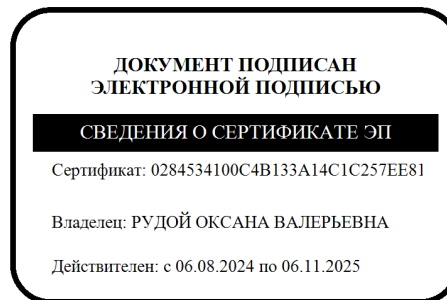 ДОКУМЕНТ ПОДПИСАН
ЭЛЕКТРОННОЙ ПОДПИСЬЮ
СВЕДЕНИЯ О СЕРТИФИКАТЕ ЭП
Сертификат: 0284534100C4B133A14C1C257EE81
Владелец: РУДОЙ ОКСАНА ВАЛЕРЬЕВНА
Действителен: с 06.08.2024 по 06.11.2025